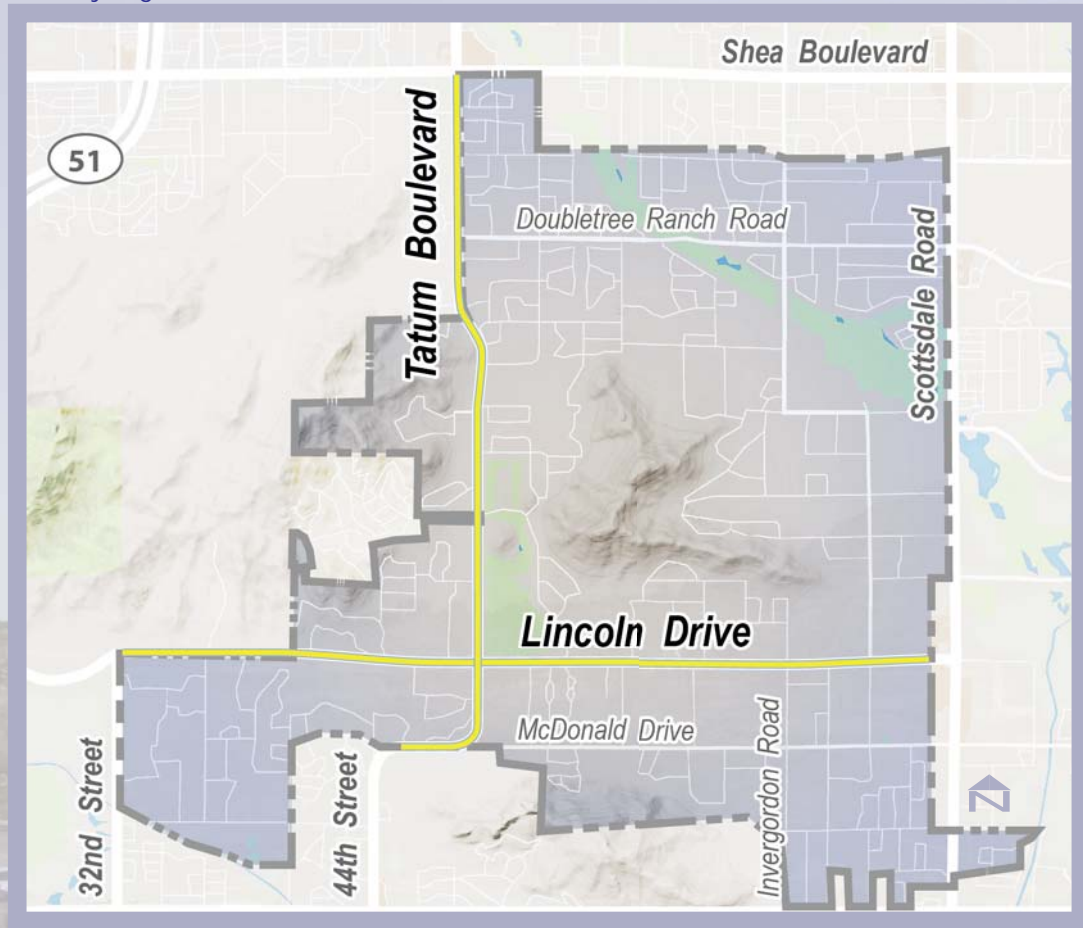 Shea Boulevard
51
Tatum Boulevard
Doubletree Ranch Road
Scottsdale Road
Lincoln Drive
McDonald Drive
Invergordon Road
32nd Street
44th Street
N